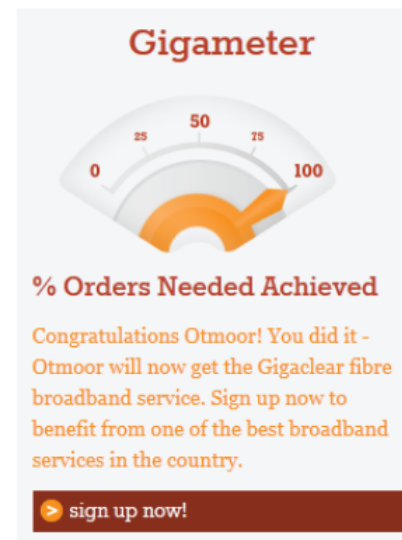 Gigameter
50
25 75
0 100
% Orders Needed Achieved
Congratulations Otmoor! You did it -
Otmoor will now get the Gigaclear fibre
broadband service. Sign up now to
benefit from one of the best broadband
services in the country.
> sign up now!